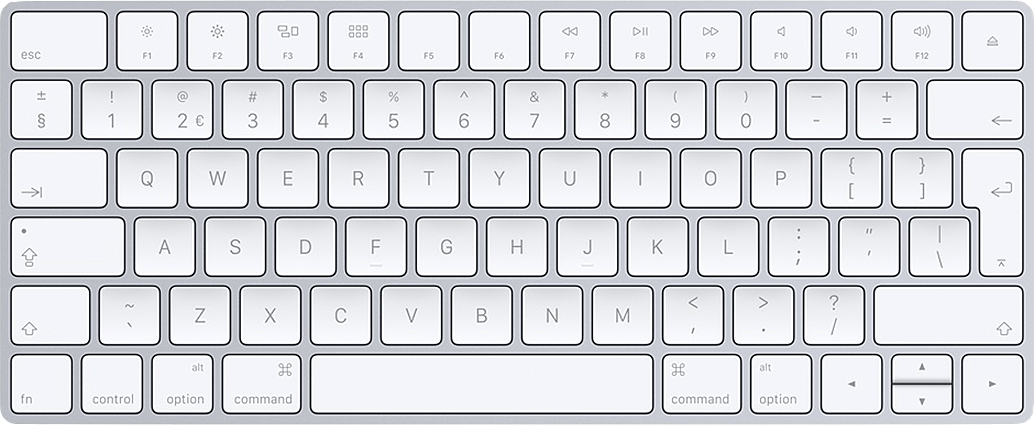 esc F1 F2 F3 F4 F5 F6 F7 F8 F9 F10 F11 F12
± ! @ # $ % ^ & * ( ) — +
§ 1 2 € 3 4 5 6 7 8 9 0 - =
Q W E R T Y U I O P { }
[ ]
A S D F G H J K L : " |
; ' \
~ Z X C V B N M < > ?
` , . /
alt ⌘ ⌘ alt
fn control option command command option